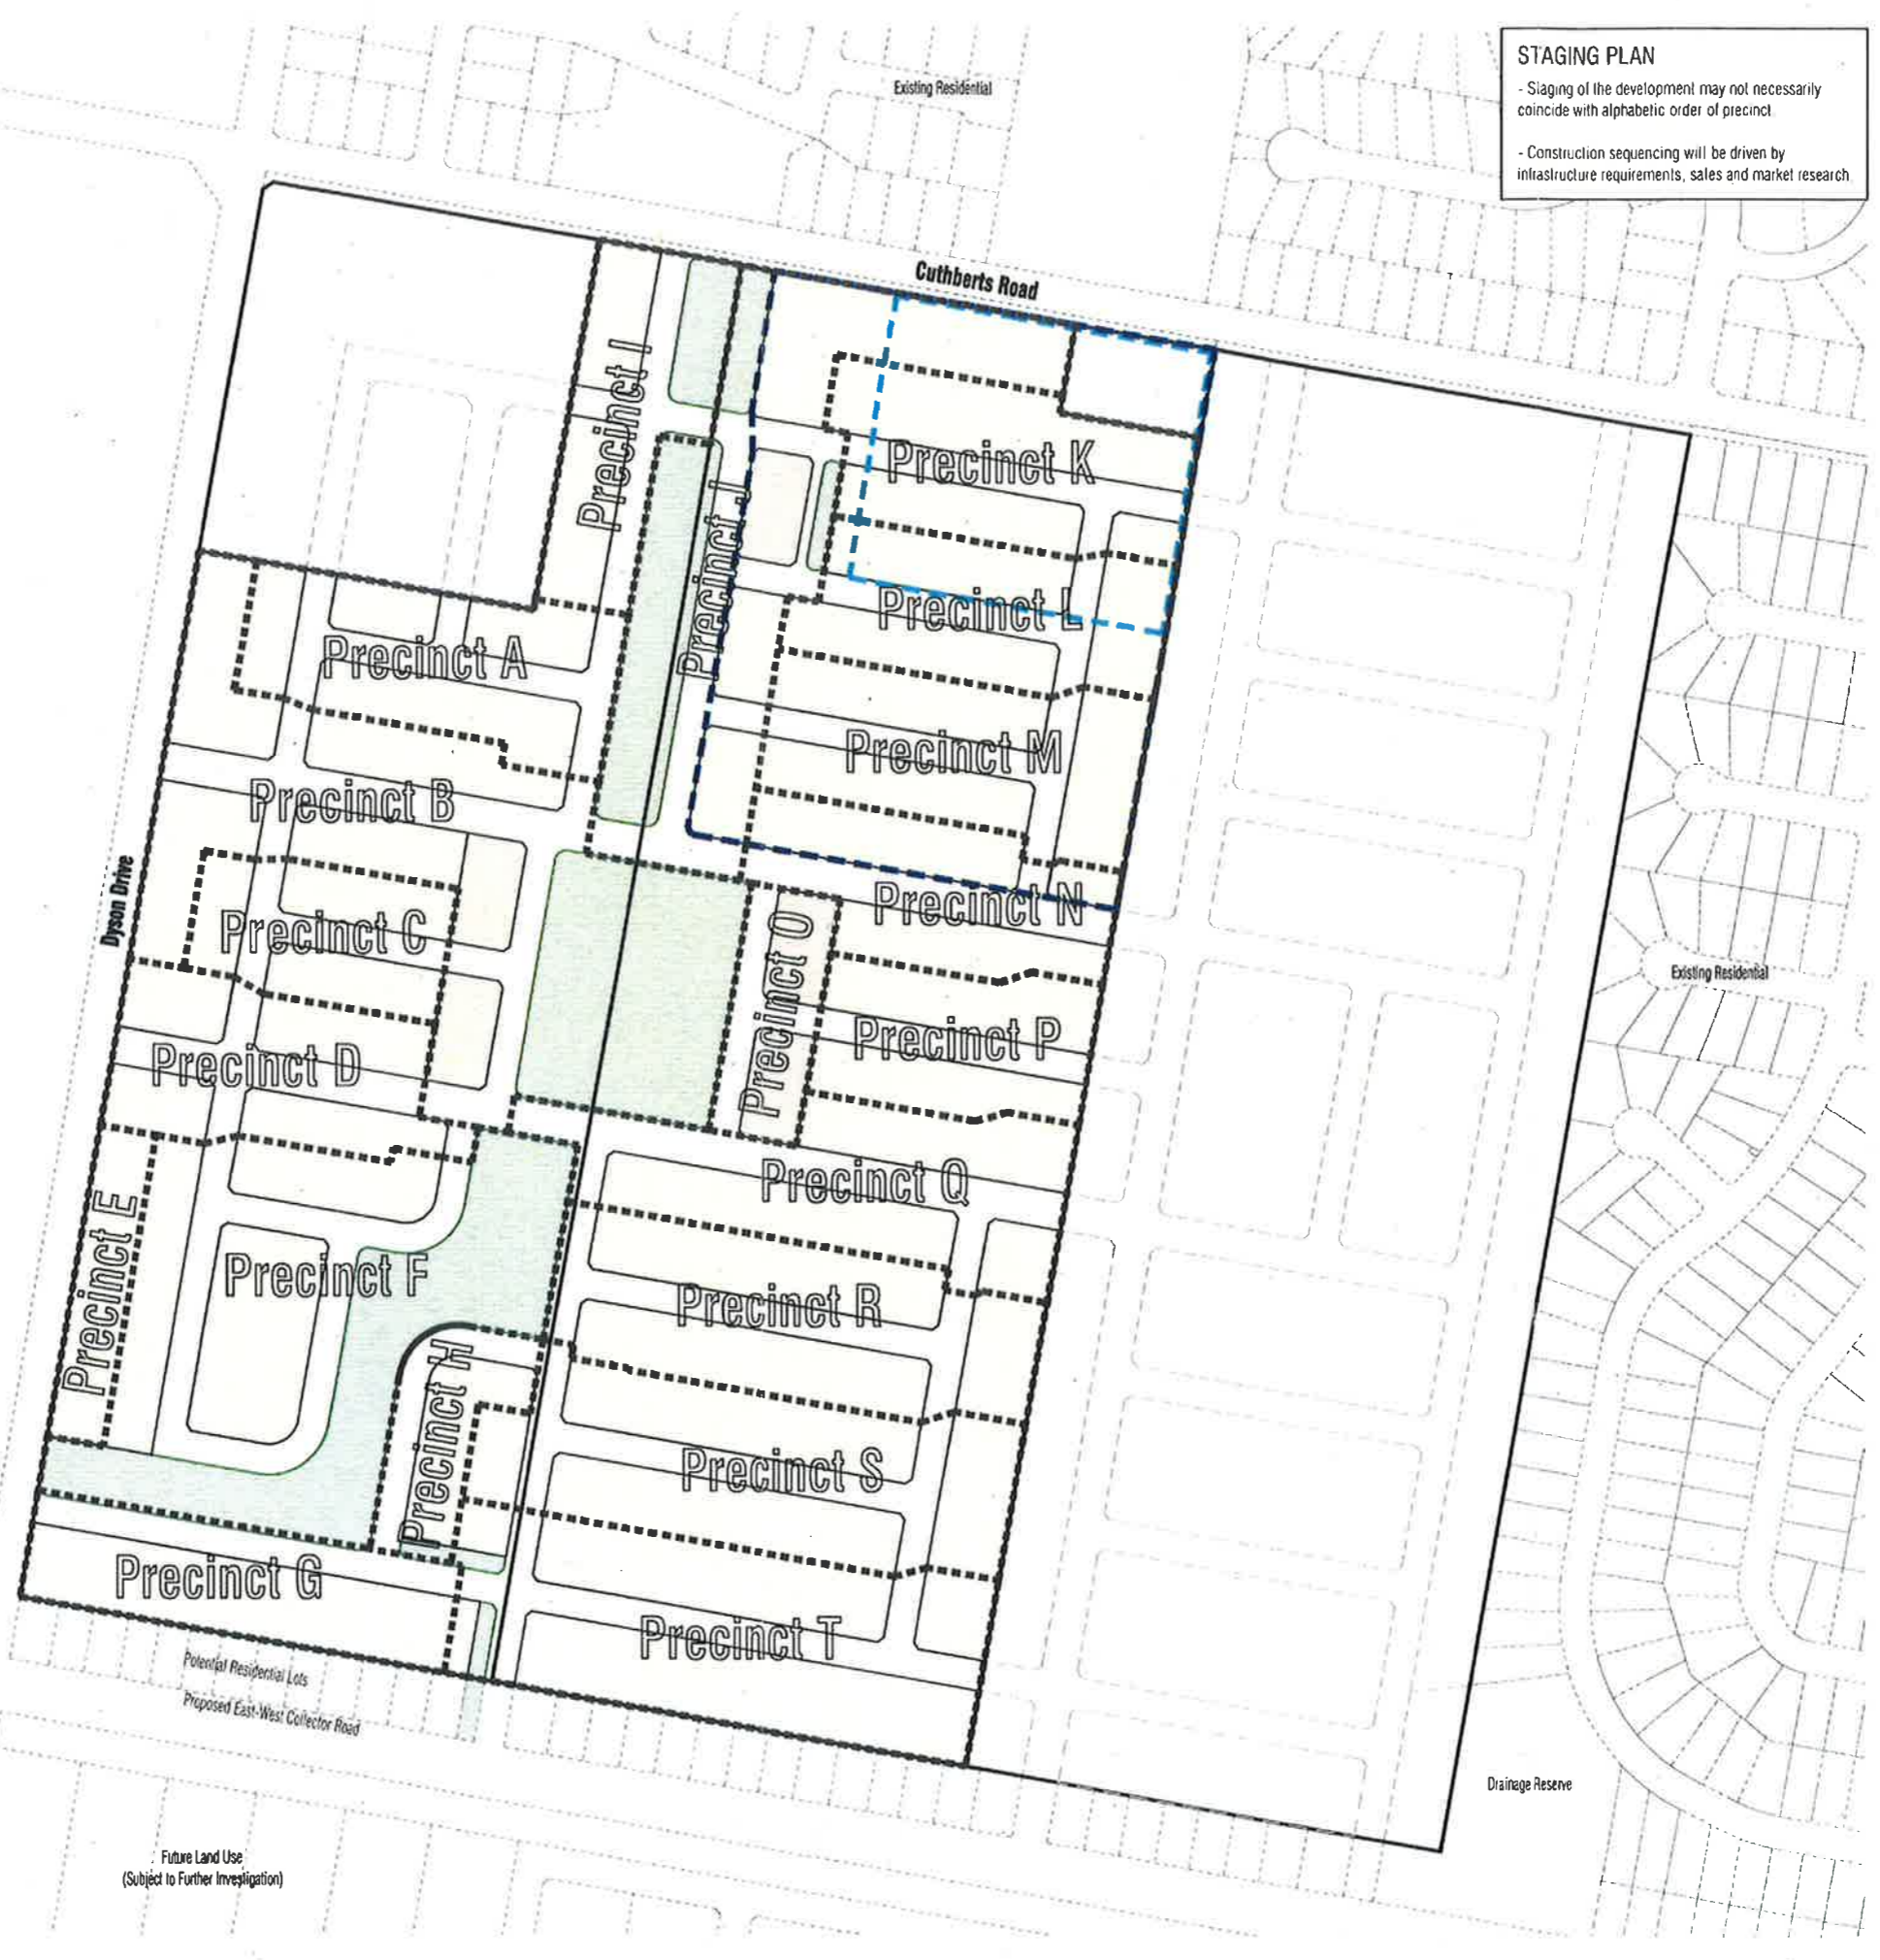 STAGING PLAN
- Staging of the development may not necessarily
coincide with alphabetic order of precinct.
- Construction sequencing will be driven by
infrastructure requirements, sales and market research.
Existing Residential
Cuthberts Road
Precinct I
Precinct J
Precinct K
Precinct L
Precinct A
Precinct M
Precinct B
Dyson Drive
Precinct C
Precinct N
Precinct O
Existing Residential
Precinct D
Precinct P
Precinct Q
Precinct E
Precinct F
Precinct R
Precinct H
Precinct S
Precinct G
Precinct T
Potential Residential Lots
Proposed East-West Collector Road
Drainage Reserve
Future Land Use
(Subject to Further Investigation)